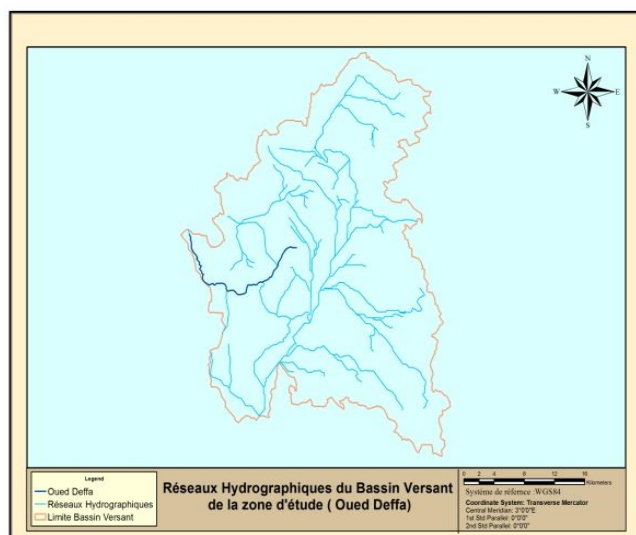 N
W E
S
Legend
Oued Deffa
Réseaux Hydrographiques
Limite Bassin Versant
Réseaux Hydrographiques du Bassin Versant
de la zone d'étude ( Oued Deffa)
0 2 4 8 12 16
Kilometers
Système de réfernce :WGS84
Coordinate System: Transverse Mercator
Central Meridian: 3°0'0"E
1st Std Parallel: 0°0'0"
2nd Std Parallel: 0°0'0"